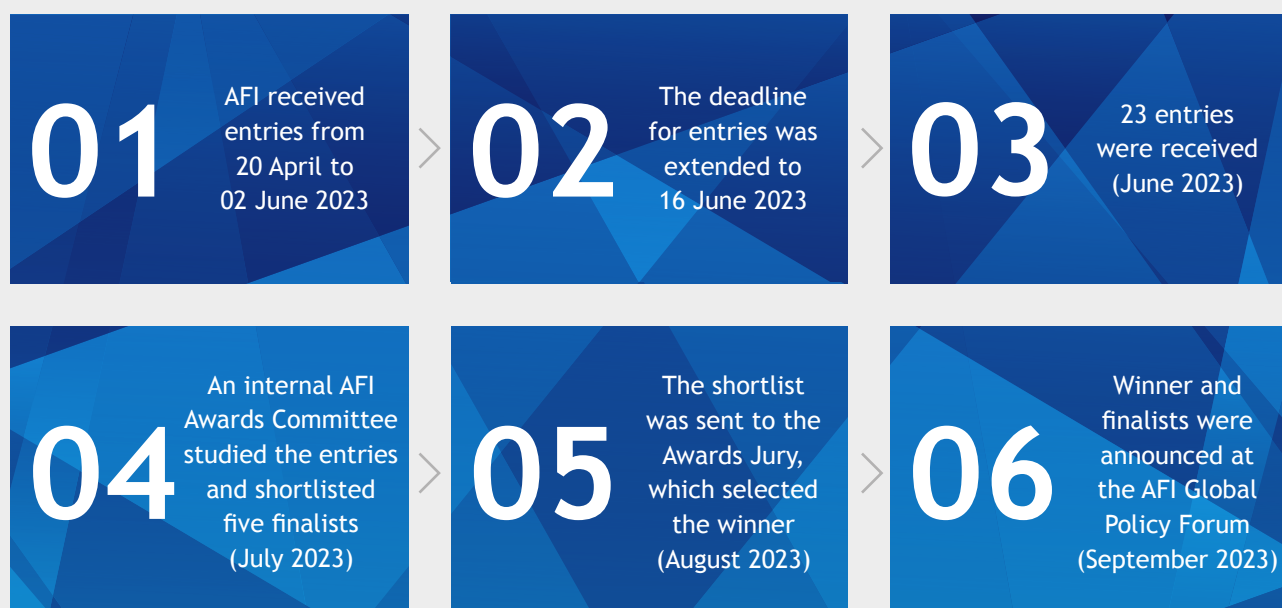 01
AFI received
entries from
20 April to
02 June 2023
02
The deadline
for entries was
extended to
16 June 2023
03
23 entries
were received
(June 2023)
04
An internal AFI
Awards Committee
studied the entries
and shortlisted
five finalists
(July 2023)
05
The shortlist
was sent to the
Awards Jury,
which selected
the winner
(August 2023)
06
Winner and
finalists were
announced at
the AFI Global
Policy Forum
(September 2023)